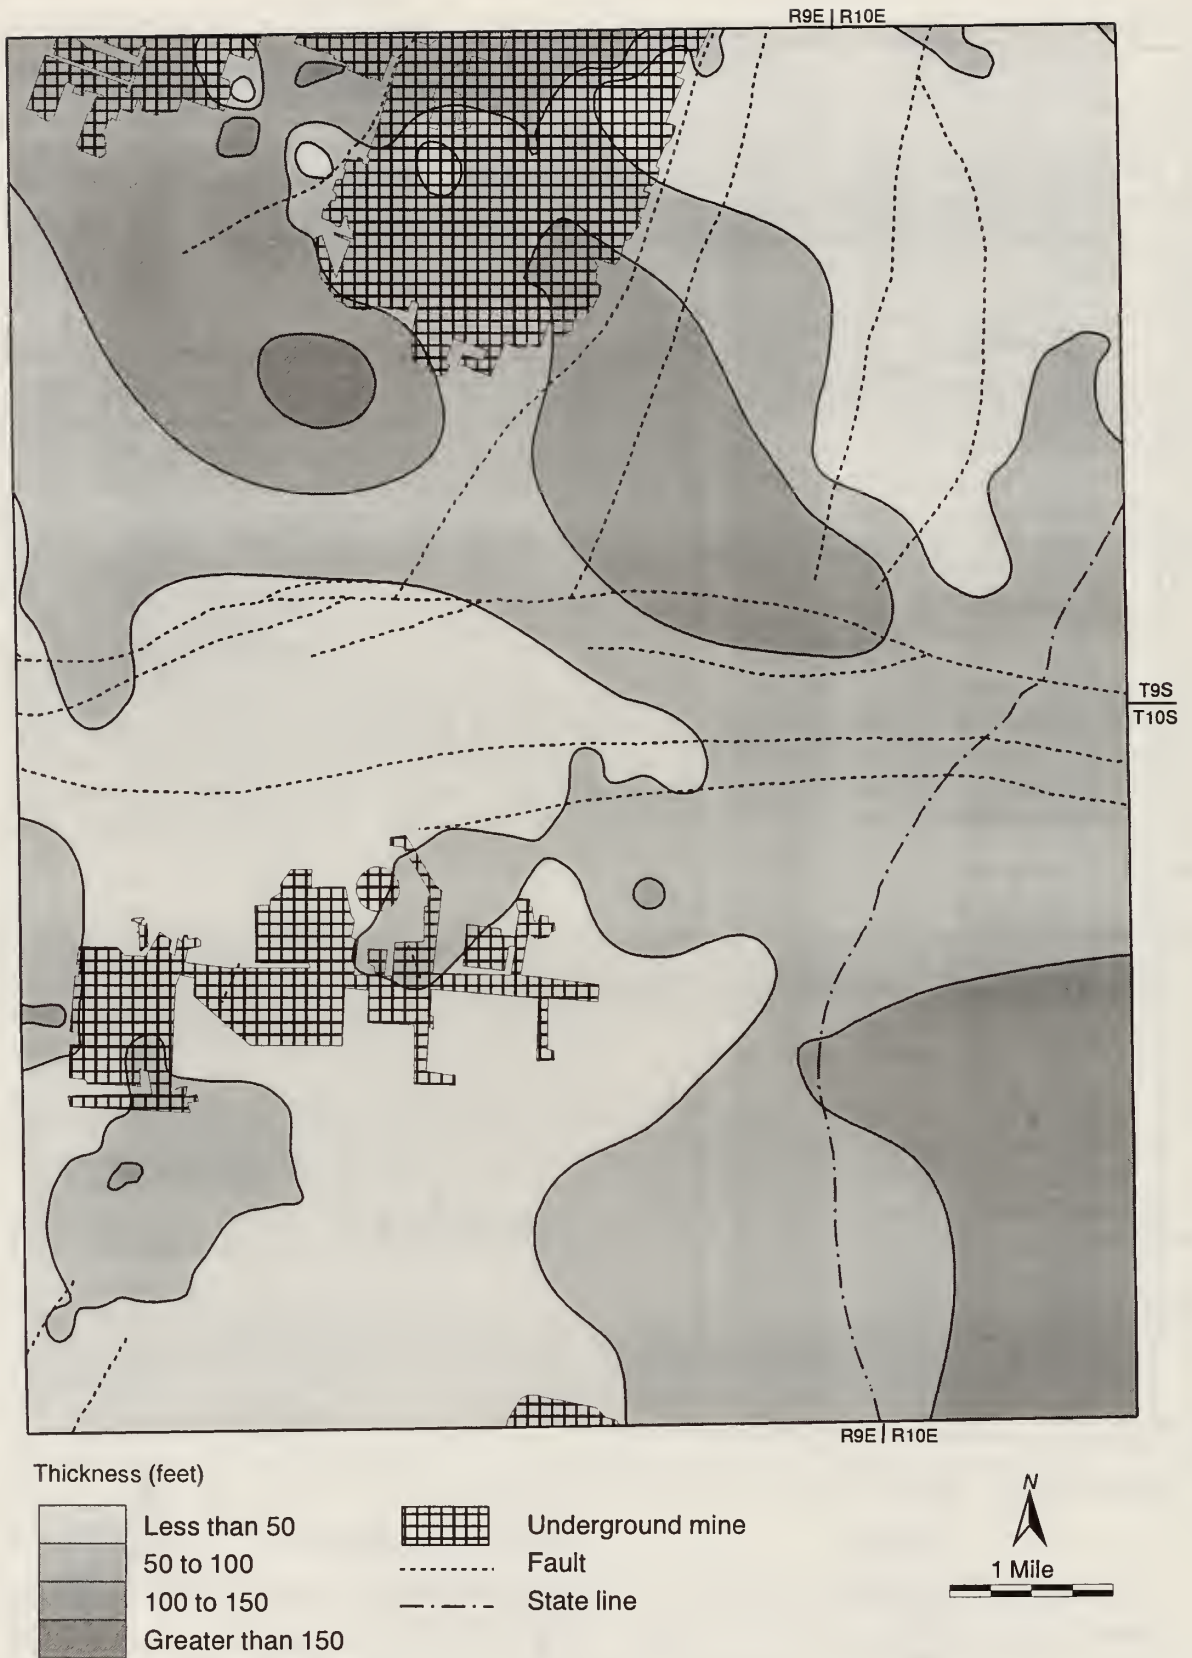 R9E | R10E
T9S
T10S
R9E | R10E
Thickness (feet)
Less than 50
50 to 100
100 to 150
Greater than 150
Underground mine
Fault
State line
N
1 Mile